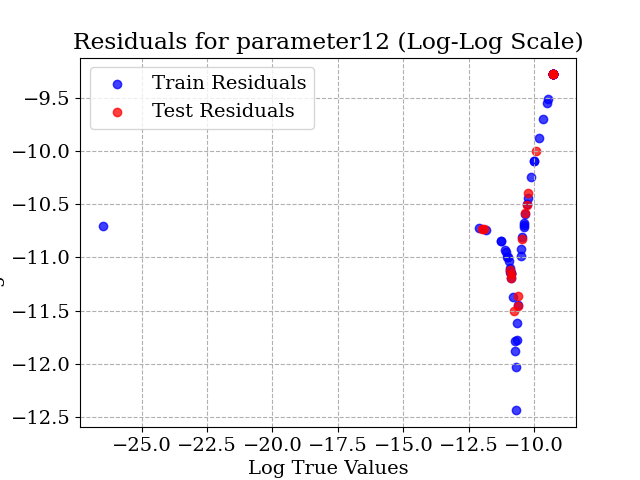 Residuals for parameter12 (Log-Log Scale)
Train Residuals
Test Residuals
−9.5
−10.0
−10.5
−11.0
−11.5
−12.0
−12.5
−25.0 −22.5 −20.0 −17.5 −15.0 −12.5 −10.0
Log True Values